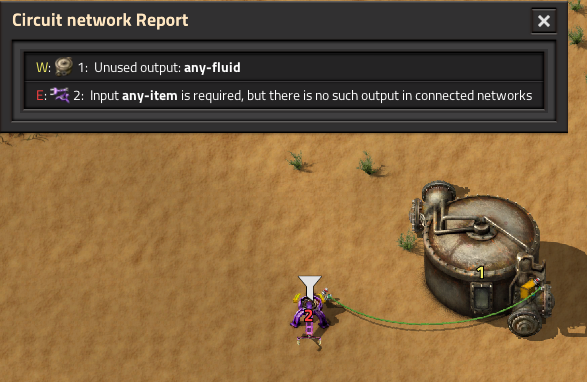 Circuit network Report
W: 1: Unused output: any-fluid
E: 2: Input any-item is required, but there is no such output in connected networks
1
2